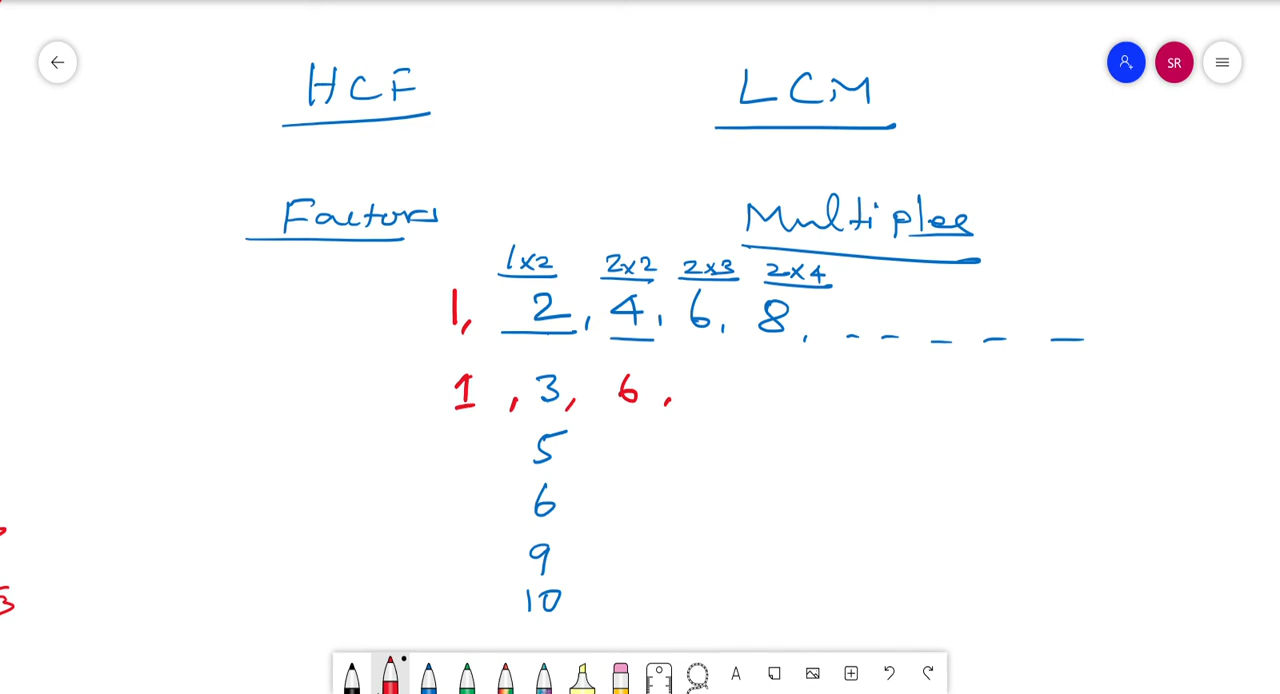 SR
HCF LCM
Factors Multiples
1x2 2x2 2x3 2x4
1, 2, 4, 6, 8, - - - - -
1, 3, 6,
5
6
9
10
A